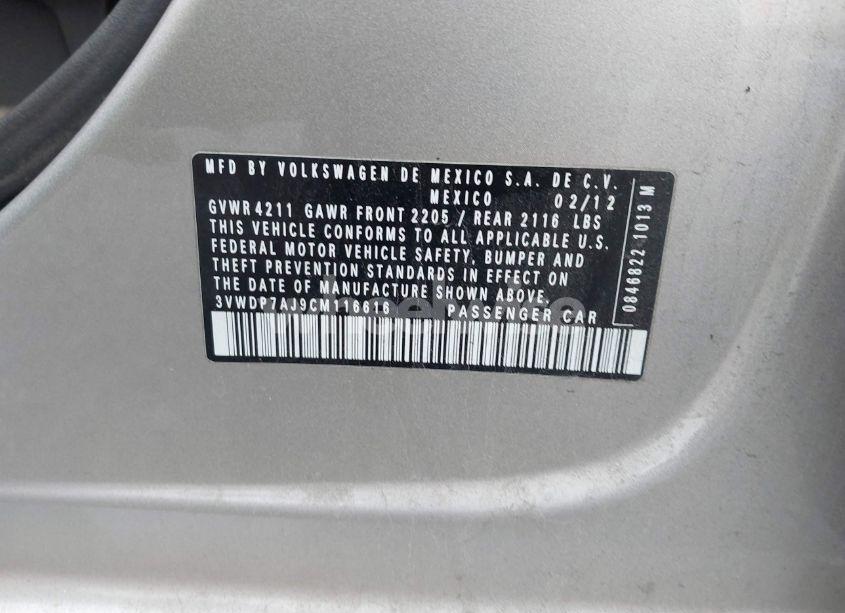 MFD BY VOLKSWAGEN DE MEXICO S.A. DE C.V.
MEXICO 02/12
GVWR 4211 GAWR FRONT 2205 / REAR 2116 LBS
THIS VEHICLE CONFORMS TO ALL APPLICABLE U.S.
FEDERAL MOTOR VEHICLE SAFETY, BUMPER AND
THEFT PREVENTION STANDARDS IN EFFECT ON
THE DATE OF MANUFACTURE SHOWN ABOVE.
3VWDP7AJ9CM116616 PASSENGER CAR
0846822 1013 M